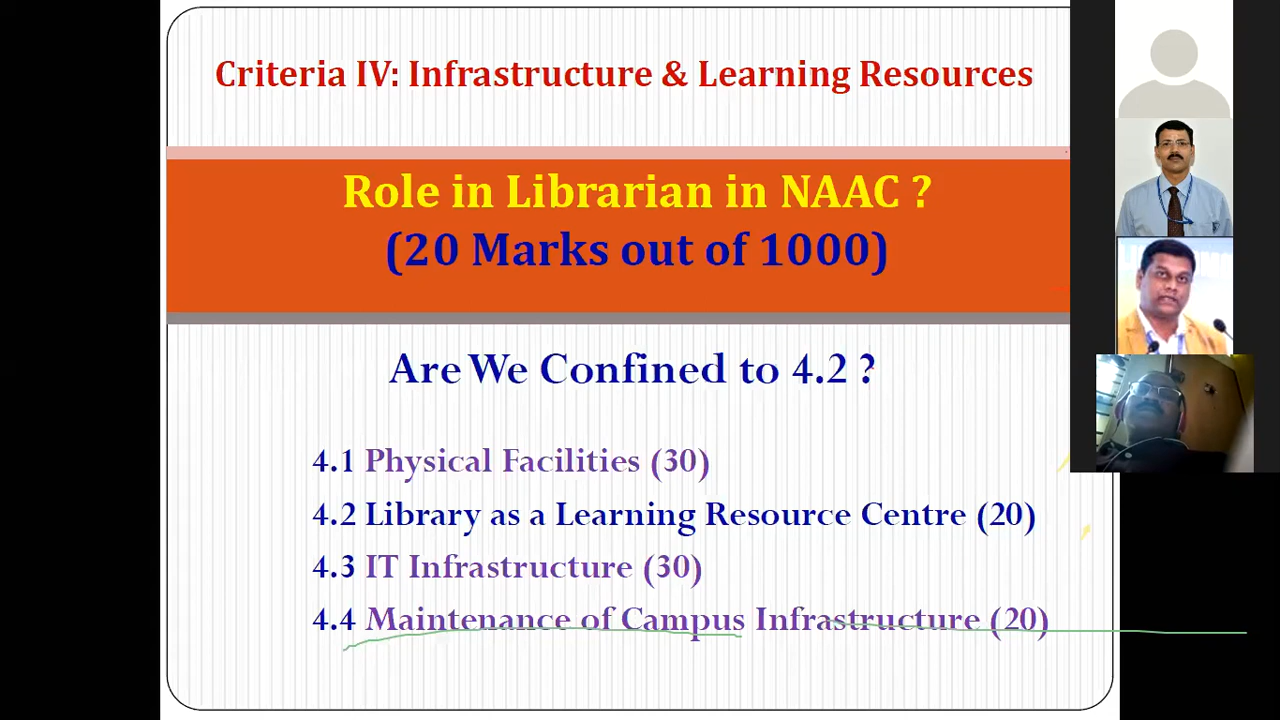 Criteria IV: Infrastructure & Learning Resources
Role in Librarian in NAAC ?
(20 Marks out of 1000)
Are We Confined to 4.2 ?
4.1 Physical Facilities (30)
4.2 Library as a Learning Resource Centre (20)
4.3 IT Infrastructure (30)
4.4 Maintenance of Campus Infrastructure (20)